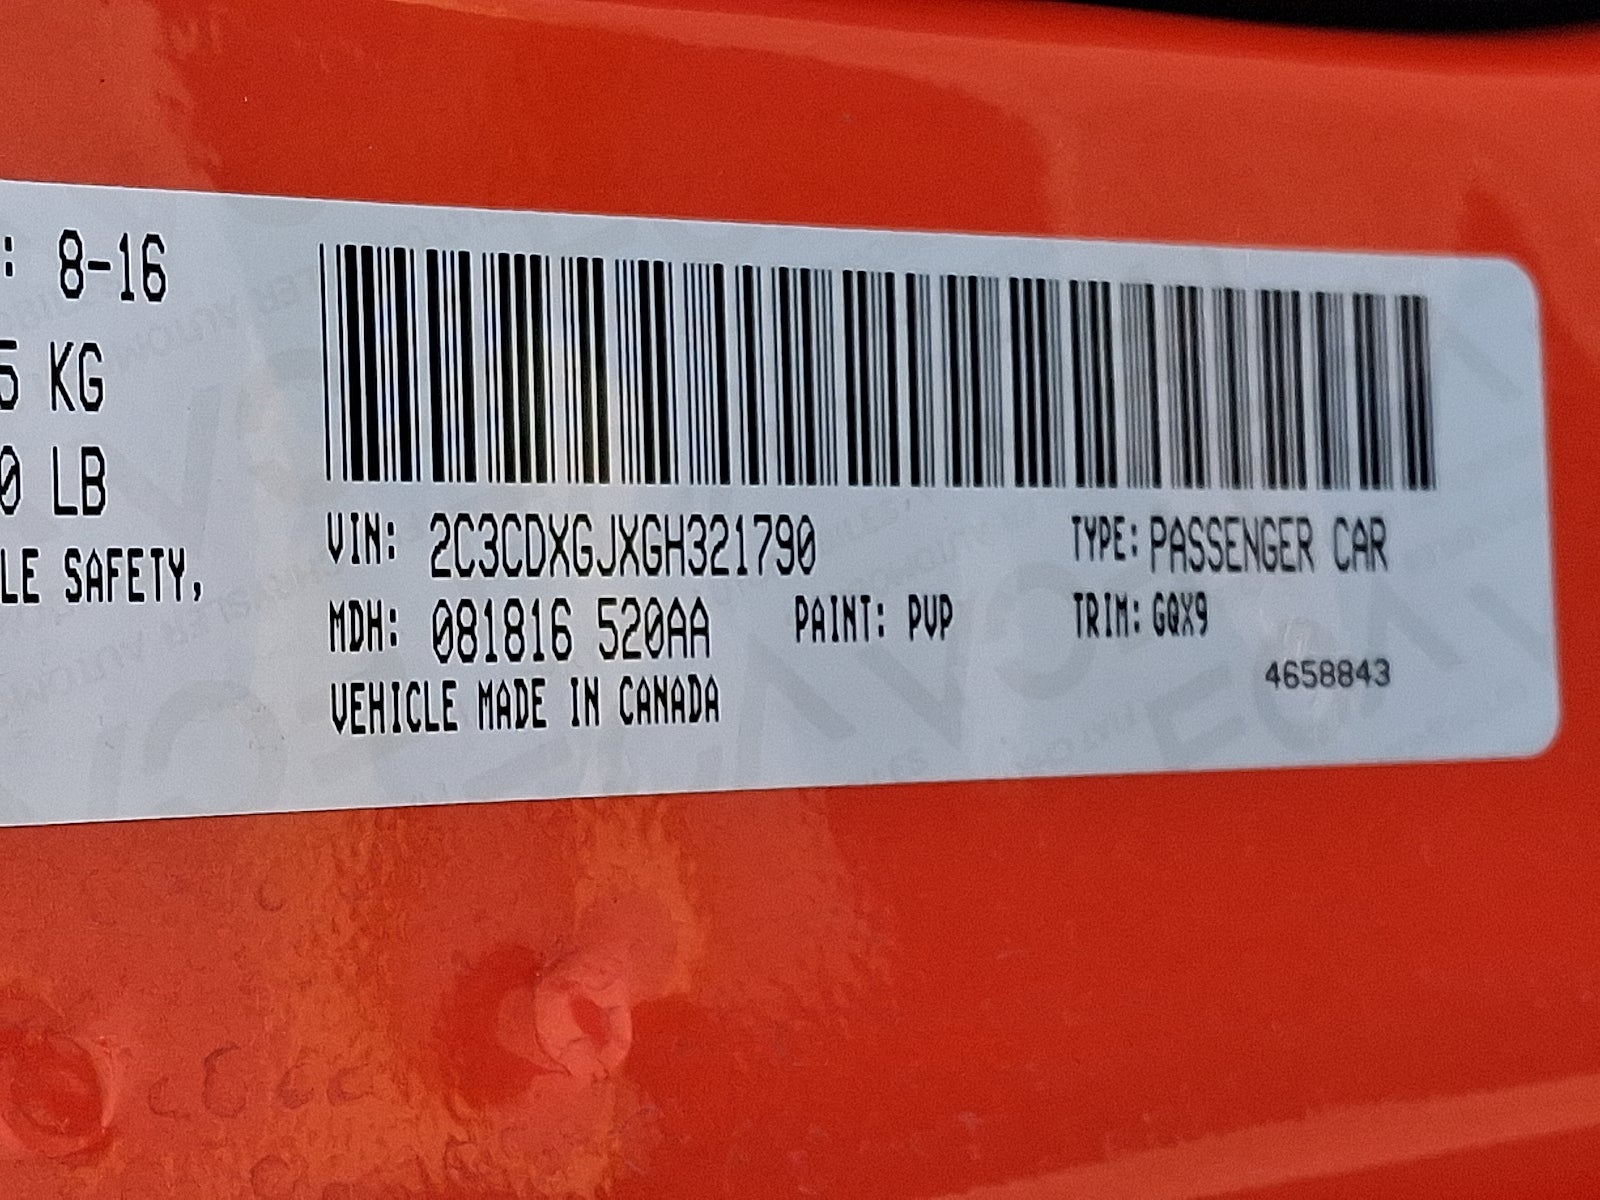 : 8-16
5 KG
0 LB
LE SAFETY,
VIN: 2C3CDXGJXGH321790 TYPE: PASSENGER CAR
MDH: 081816 520AA PAINT: PVP TRIM: GQX9
VEHICLE MADE IN CANADA 4658843